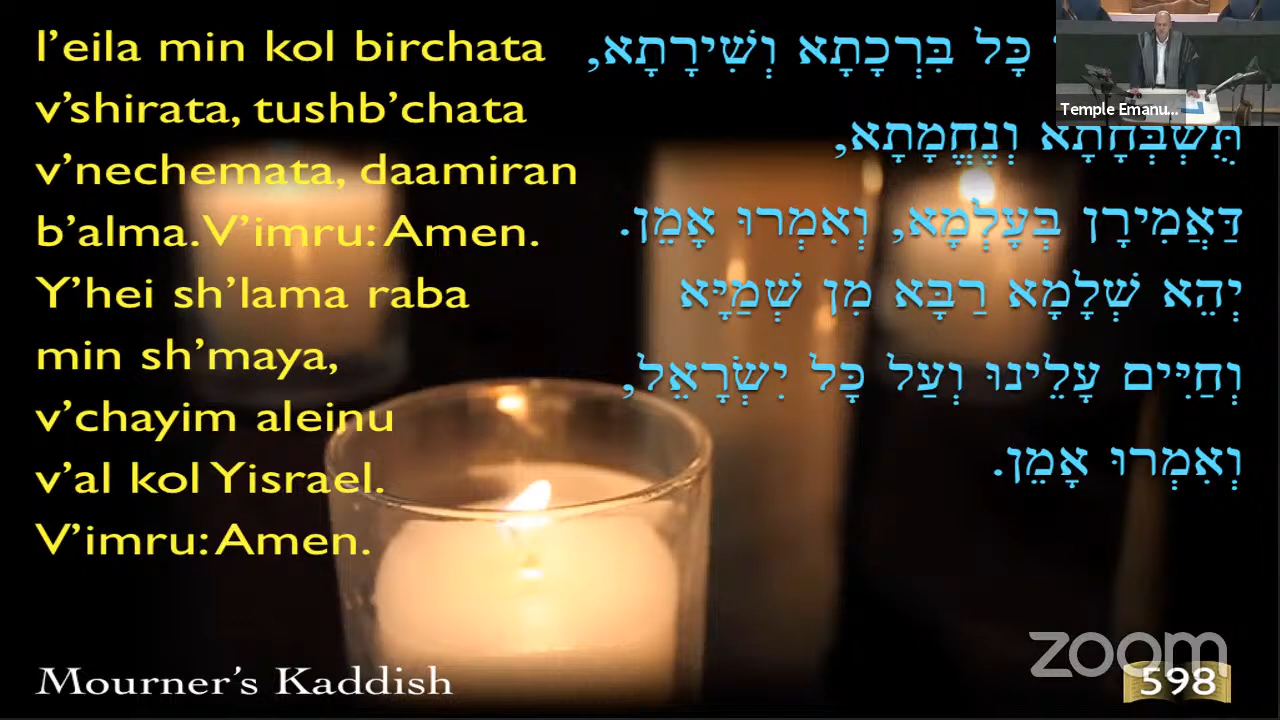 l'eila min kol birchata
v'shirata, tushb'chata
v'nechemata, daamiran
b'alma. V'imru: Amen.
Y'hei sh'lama raba
min sh'maya,
v'chayim aleinu
v'al kol Yisrael.
V'imru: Amen.
כָּל בִּרְכָתָא וְשִׁירָתָא,
תֻּשְׁבְּחָתָא וְנֶחֱמָתָא,
דַּאֲמִירָן בְּעָלְמָא, וְאִמְרוּ אָמֵן.
יְהֵא שְׁלָמָא רַבָּא מִן שְׁמַיָּא
וְחַיִּים עָלֵינוּ וְעַל כָּל יִשְׂרָאֵל,
וְאִמְרוּ אָמֵן.
Temple Emanu...
Mourner's Kaddish
zoom
598